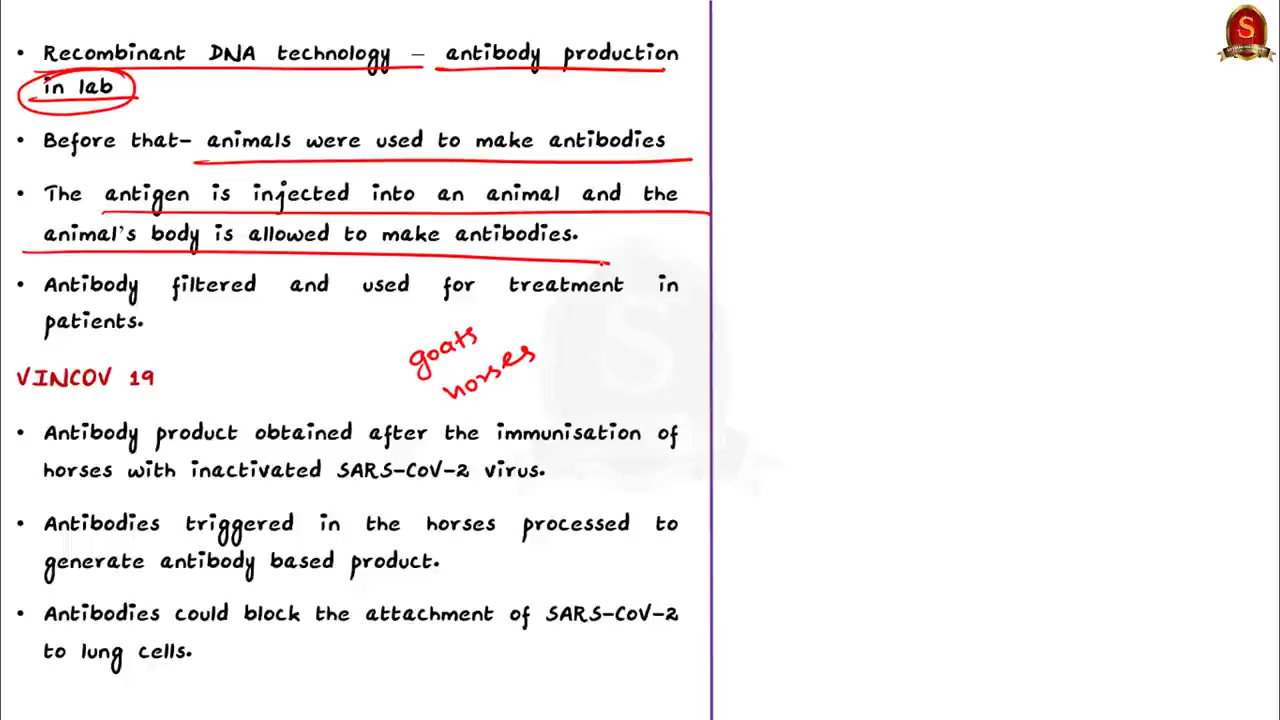 • Recombinant DNA technology – antibody production
in lab
• Before that- animals were used to make antibodies
• The antigen is injected into an animal and the
animal's body is allowed to make antibodies.
• Antibody filtered and used for treatment in
patients.
goats
horses
VINCOV 19
• Antibody product obtained after the immunisation of
horses with inactivated SARS-CoV-2 virus.
• Antibodies triggered in the horses processed to
generate antibody based product.
• Antibodies could block the attachment of SARS-CoV-2
to lung cells.
S
S